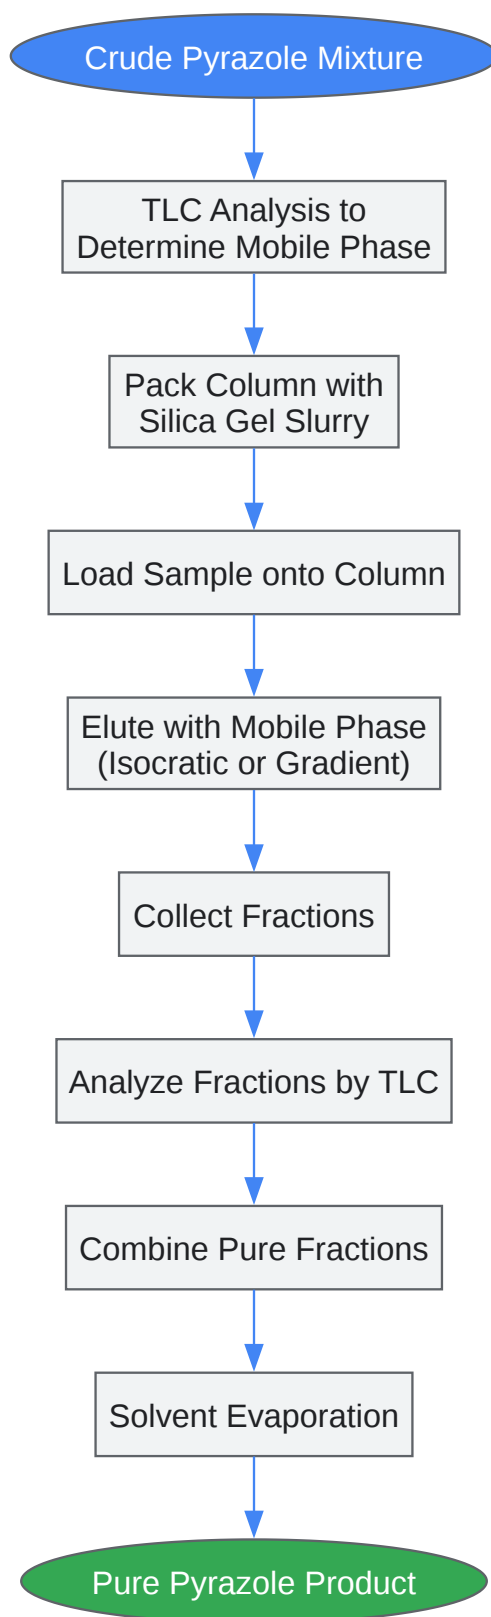 Crude Pyrazole Mixture
TLC Analysis to
Determine Mobile Phase
Pack Column with
Silica Gel Slurry
Load Sample onto Column
Elute with Mobile Phase
(Isocratic or Gradient)
Collect Fractions
Analyze Fractions by TLC
Combine Pure Fractions
Solvent Evaporation
Pure Pyrazole Product